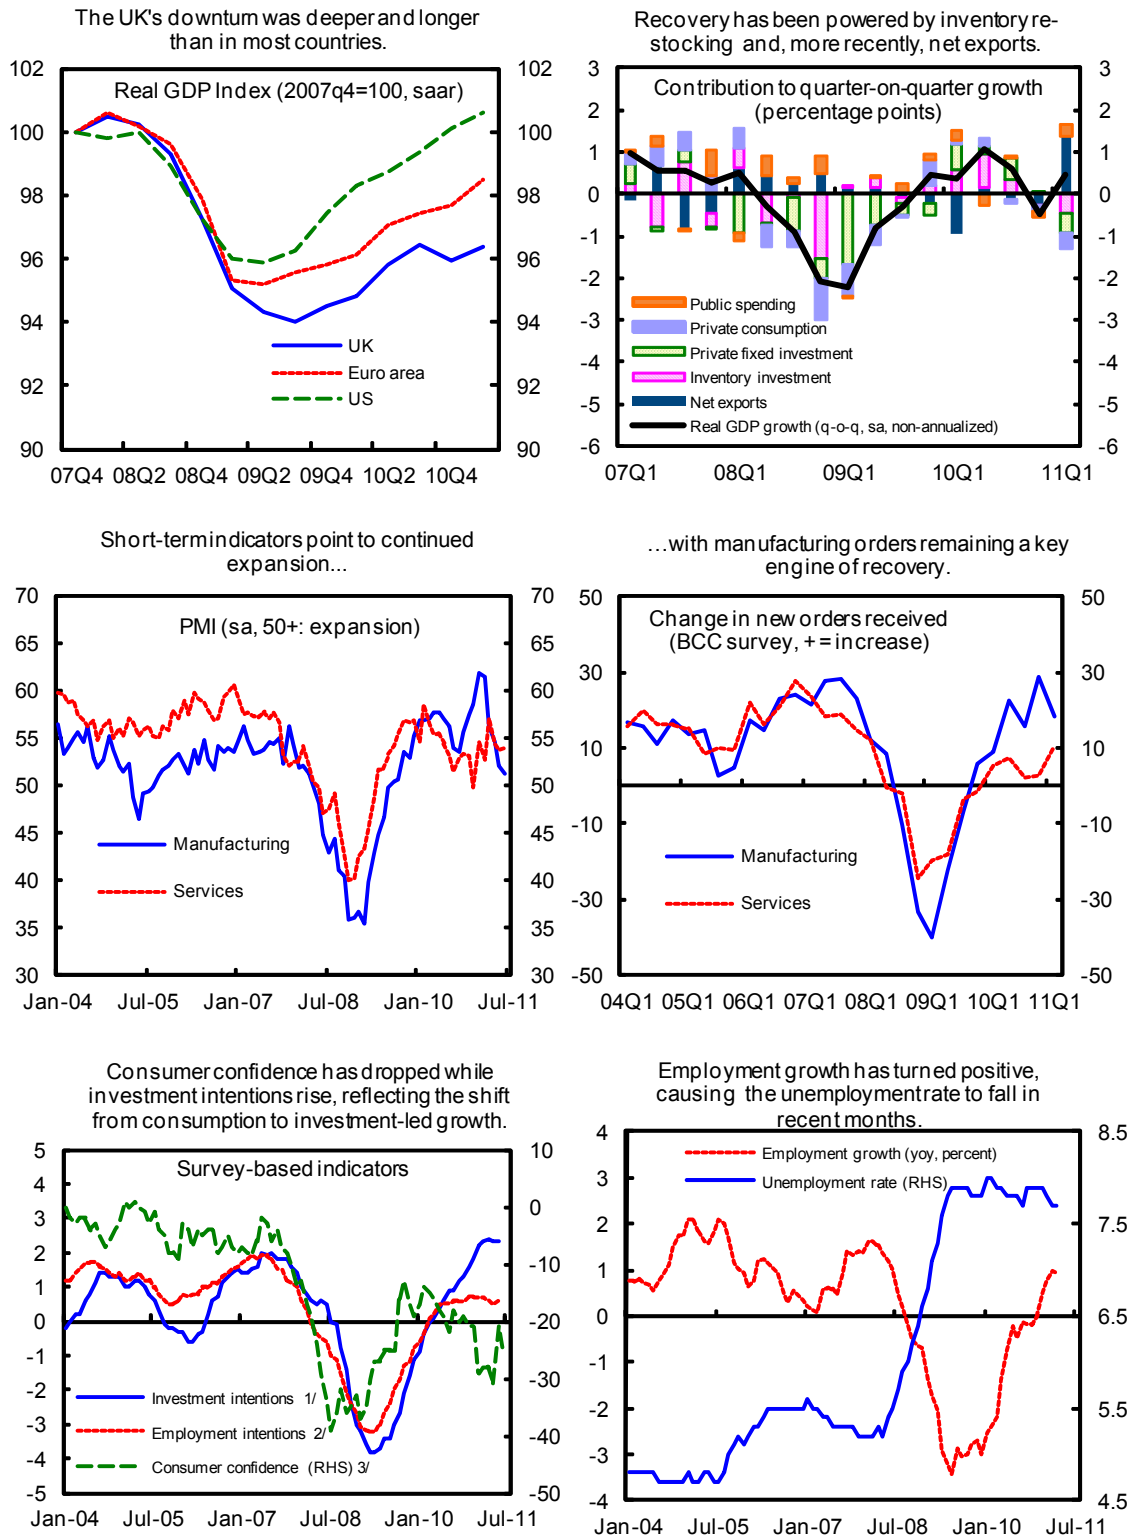 The UK's downturn was deeper and longer
than in most countries.
102
100
98
96
94
92
90
102
100
98
96
94
92
90
Real GDP Index (2007q4=100, saar)
UK
Euro area
US
07Q4 08Q2 08Q4 09Q2 09Q4 10Q2 10Q4
Recovery has been powered by inventory re-
stocking and, more recently, net exports.
3
2
1
0
-1
-2
-3
-4
-5
-6
3
2
1
0
-1
-2
-3
-4
-5
-6
Contribution to quarter-on-quarter growth
(percentage points)
Public spending
Private consumption
Private fixed investment
Inventory investment
Net exports
Real GDP growth (q-o-q, sa, non-annualized)
07Q1 08Q1 09Q1 10Q1 11Q1
Short-term indicators point to continued
expansion...
70
65
60
55
50
45
40
35
30
70
65
60
55
50
45
40
35
30
PMI (sa, 50+: expansion)
Manufacturing
Services
Jan-04 Jul-05 Jan-07 Jul-08 Jan-10 Jul-11
…with manufacturing orders remaining a key
engine of recovery.
50
30
10
-10
-30
-50
50
30
10
-10
-30
-50
Change in new orders received
(BCC survey, + = increase)
Manufacturing
Services
04Q1 05Q1 06Q1 07Q1 08Q1 09Q1 10Q1 11Q1
Consumer confidence has dropped while
investment intentions rise, reflecting the shift
from consumption to investment-led growth.
5
4
3
2
1
0
-1
-2
-3
-4
-5
10
0
-10
-20
-30
-40
-50
Survey-based indicators
Investment intentions 1/
Employment intentions 2/
Consumer confidence (RHS) 3/
Jan-04 Jul-05 Jan-07 Jul-08 Jan-10 Jul-11
Employment growth has turned positive,
causing the unemployment rate to fall in
recent months.
4
3
2
1
0
-1
-2
-3
-4
8.5
7.5
6.5
5.5
4.5
Employment growth (yoy, percent)
Unemployment rate (RHS)
Jan-04 Jul-05 Jan-07 Jul-08 Jan-10 Jul-11